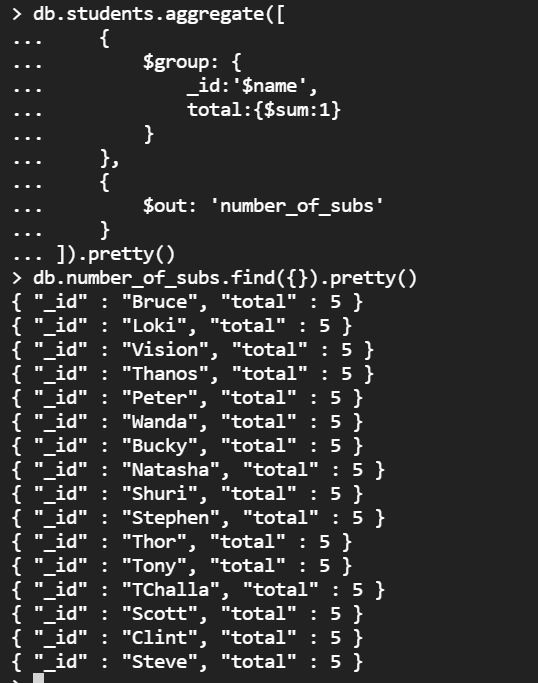 > db.students.aggregate([
...     {
...         $group: {
...             _id:'$name',
...             total:{$sum:1}
...         }
...     },
...     {
...         $out: 'number_of_subs'
...     }
... ]).pretty()
> db.number_of_subs.find({}).pretty()
{ "_id" : "Bruce", "total" : 5 }
{ "_id" : "Loki", "total" : 5 }
{ "_id" : "Vision", "total" : 5 }
{ "_id" : "Thanos", "total" : 5 }
{ "_id" : "Peter", "total" : 5 }
{ "_id" : "Wanda", "total" : 5 }
{ "_id" : "Bucky", "total" : 5 }
{ "_id" : "Natasha", "total" : 5 }
{ "_id" : "Shuri", "total" : 5 }
{ "_id" : "Stephen", "total" : 5 }
{ "_id" : "Thor", "total" : 5 }
{ "_id" : "Tony", "total" : 5 }
{ "_id" : "TChalla", "total" : 5 }
{ "_id" : "Scott", "total" : 5 }
{ "_id" : "Clint", "total" : 5 }
{ "_id" : "Steve", "total" : 5 }
>